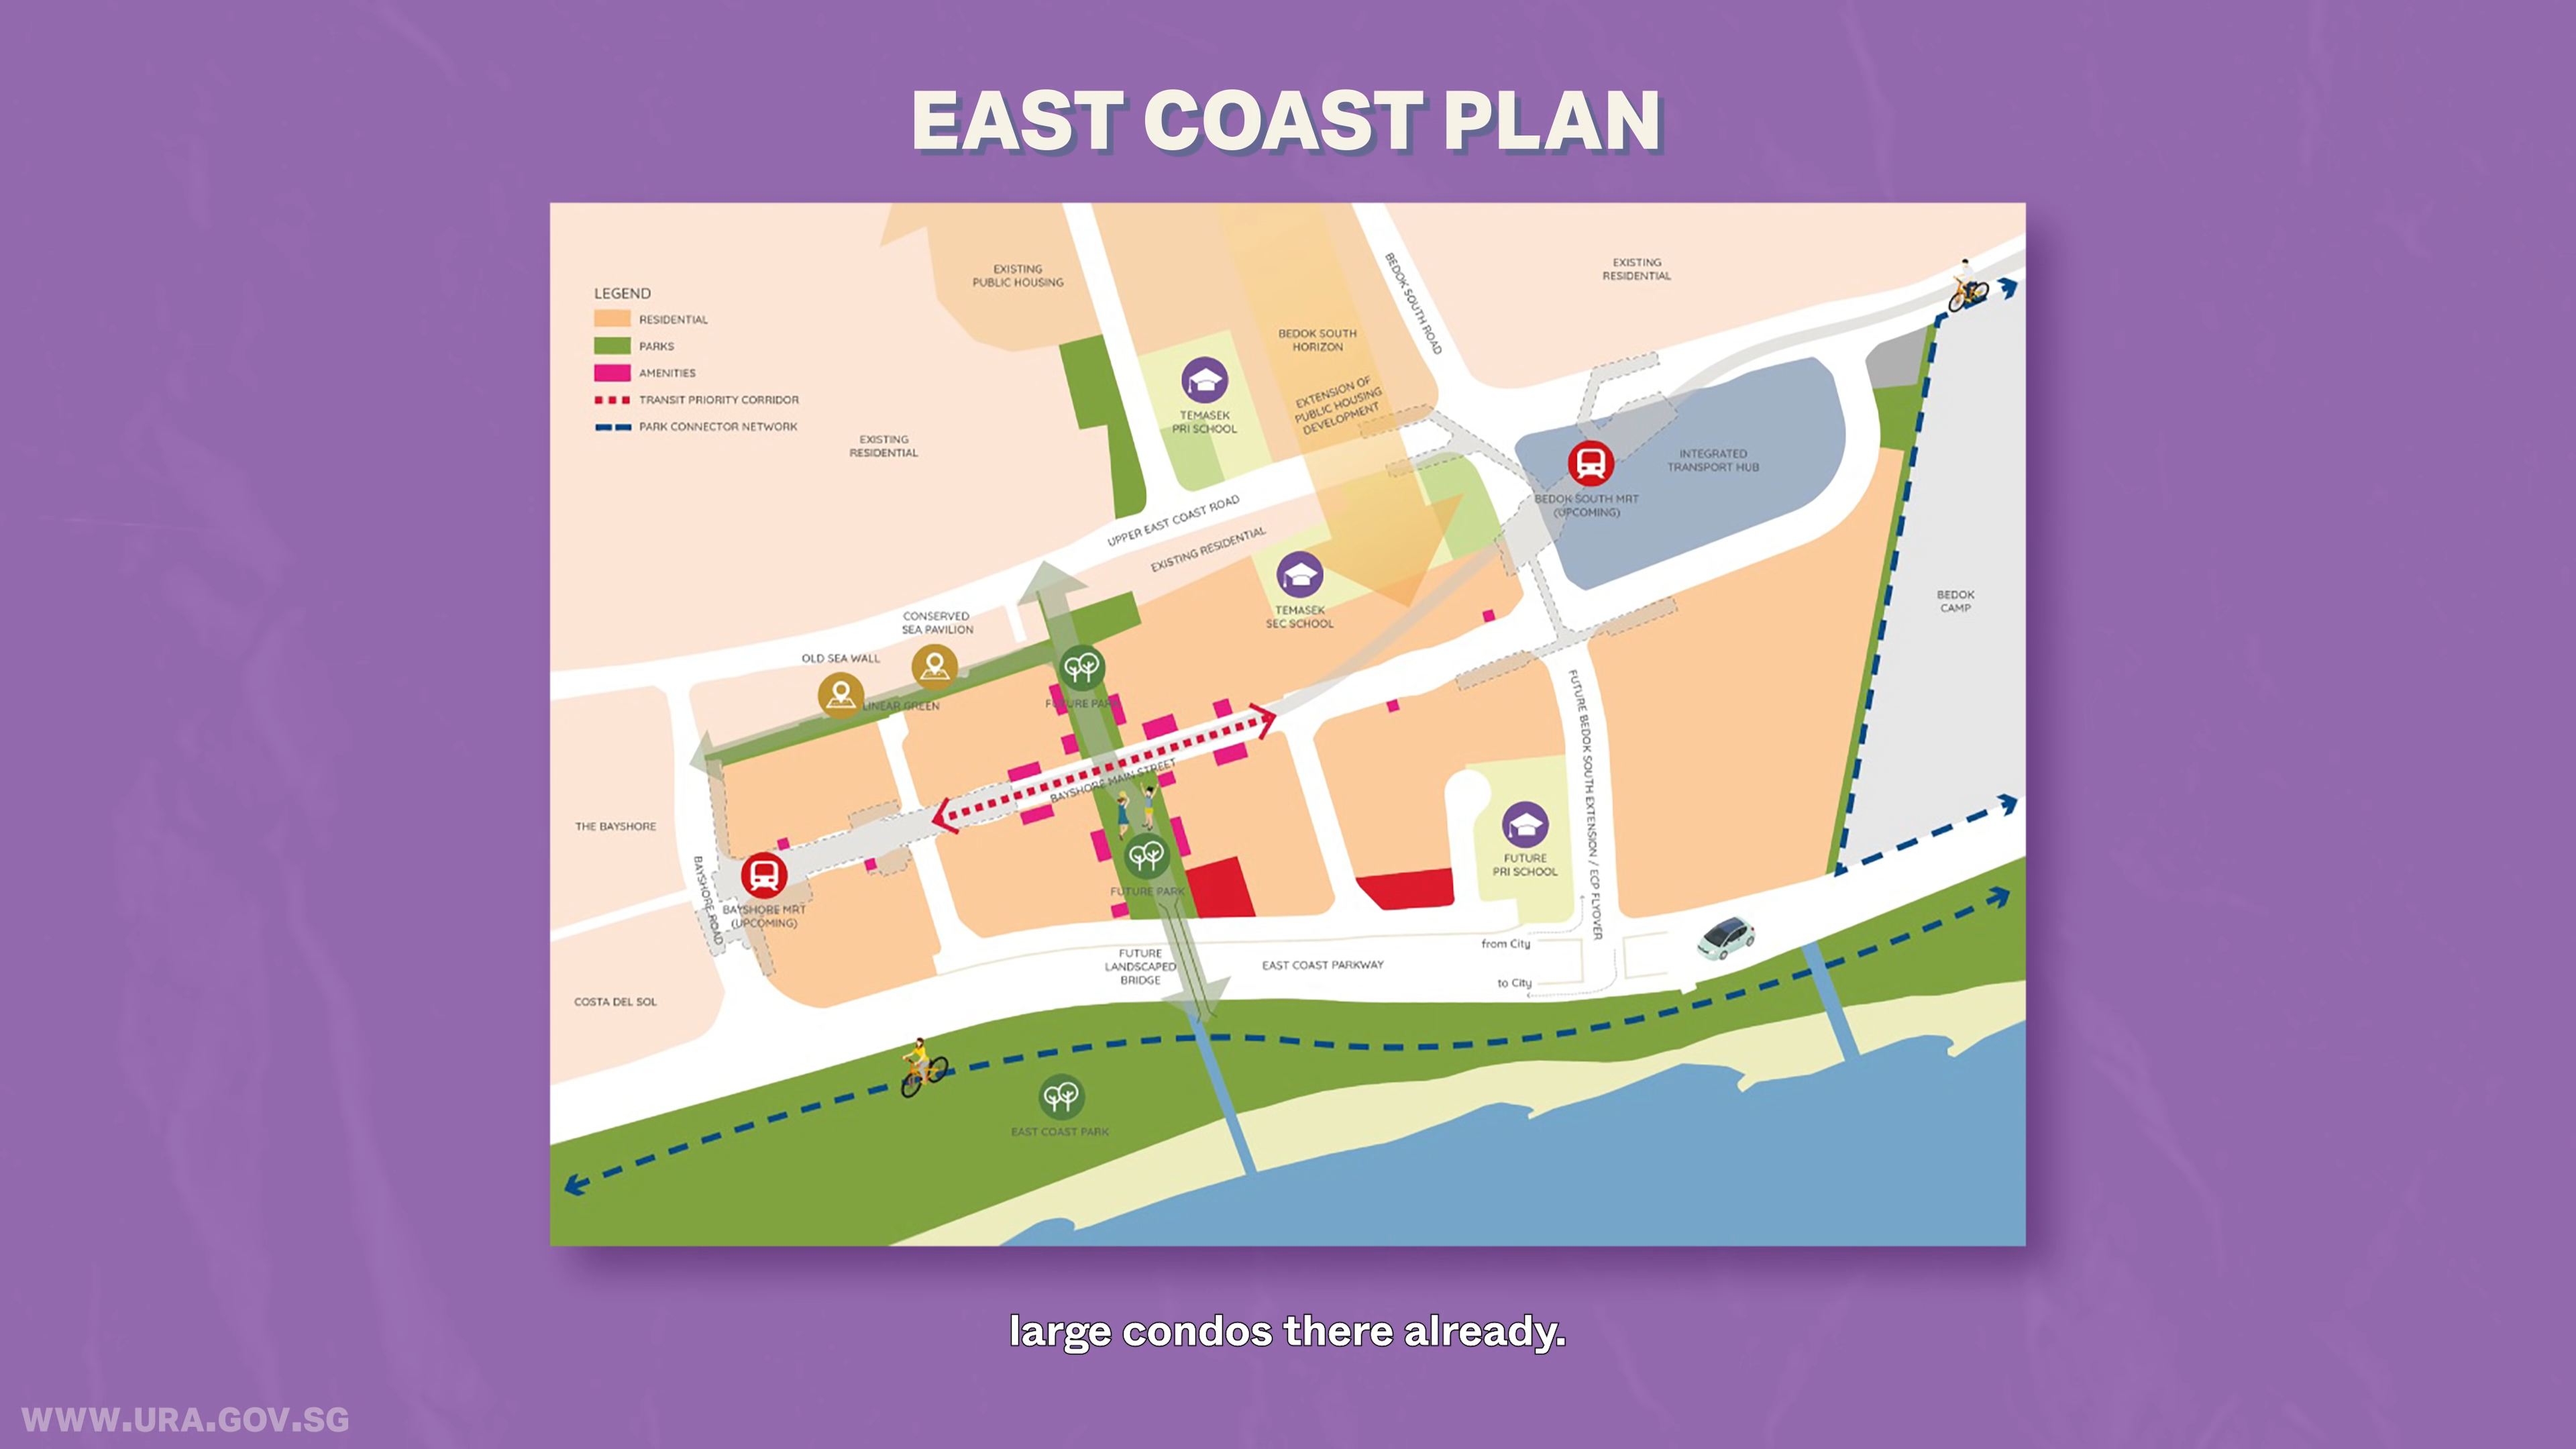 EAST COAST PLAN
LEGEND
RESIDENTIAL
PARKS
AMENITIES
TRANSIT PRIORITY CORRIDOR
PARK CONNECTOR NETWORK
EXISTING
PUBLIC HOUSING
EXISTING
RESIDENTIAL
BEDOK SOUTH ROAD
EXISTING
RESIDENTIAL
BEDOK SOUTH
HORIZON
EXTENSION OF
PUBLIC HOUSING
DEVELOPMENT
TEMASEK
PRI SCHOOL
INTEGRATED
TRANSPORT HUB
BEDOK SOUTH MRT
(UPCOMING)
UPPER EAST COAST ROAD
EXISTING RESIDENTIAL
TEMASEK
SEC SCHOOL
BEDOK
CAMP
CONSERVED
SEA PAVILION
OLD SEA WALL
LINEAR GREEN
FUTURE PARK
BAYSHORE MAIN STREET
THE BAYSHORE
BAYSHORE ROAD
BAYSHORE MRT
(UPCOMING)
FUTURE PARK
FUTURE
PRI SCHOOL
FUTURE BEDOK SOUTH EXTENSION / ECP FLYOVER
FUTURE
LANDSCAPED
BRIDGE
EAST COAST PARKWAY
from City
to City
COSTA DEL SOL
EAST COAST PARK
large condos there already.
WWW.URA.GOV.SG